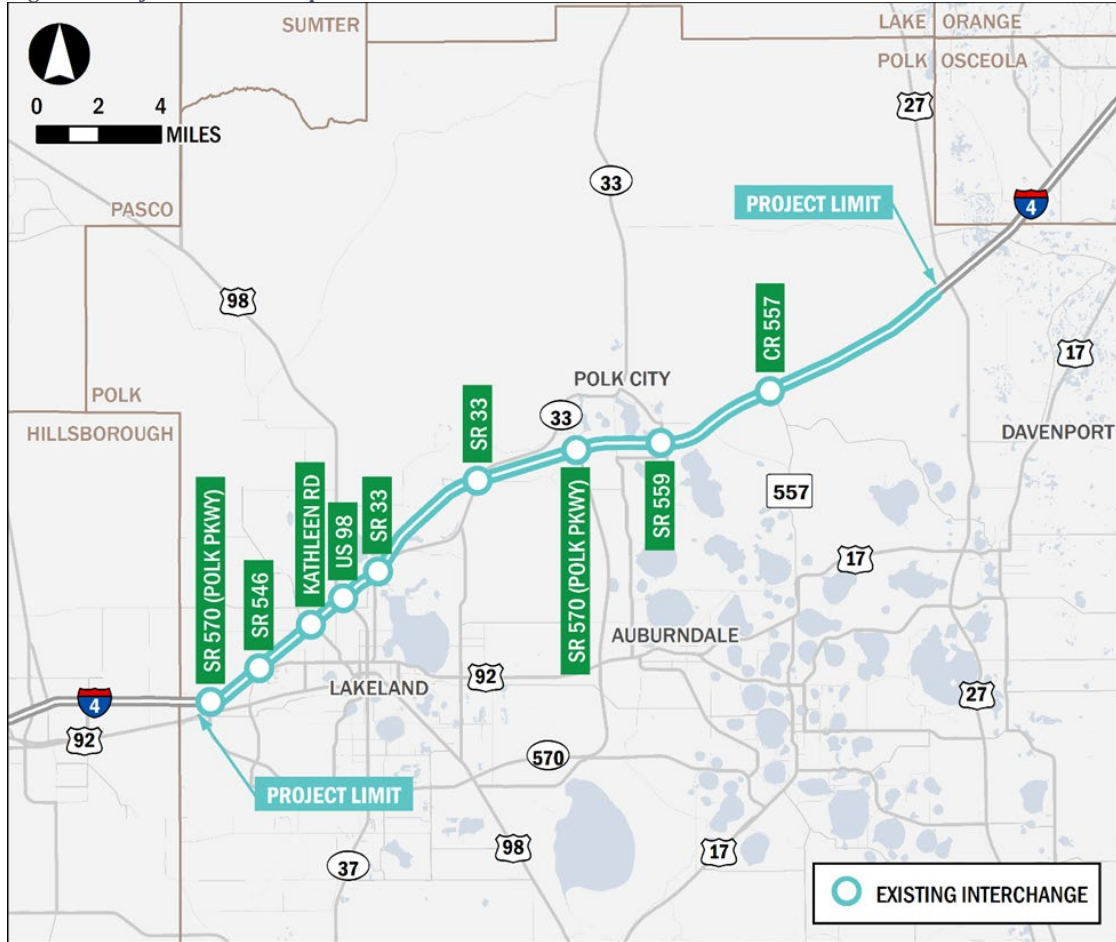 SUMTER
LAKE
ORANGE
POLK
OSCEOLA
0 2 4
MILES
27
33
PASCO
PROJECT LIMIT
4
98
CR 557
17
POLK
POLK CITY
SR 33
33
HILLSBOROUGH
DAVENPORT
SR 570 (POLK PKWY)
SR 546
KATHLEEN RD
US 98
SR 33
SR 570 (POLK PKWY)
SR 559
557
17
AUBURNDALE
92
LAKELAND
27
4
92
570
PROJECT LIMIT
98
17
37
EXISTING INTERCHANGE